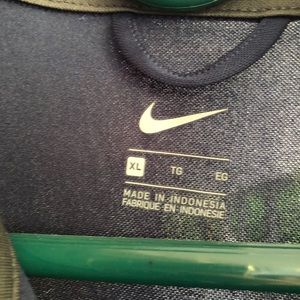 XL TG EG
MADE IN INDONESIA
FABRIQUE EN INDONESIE